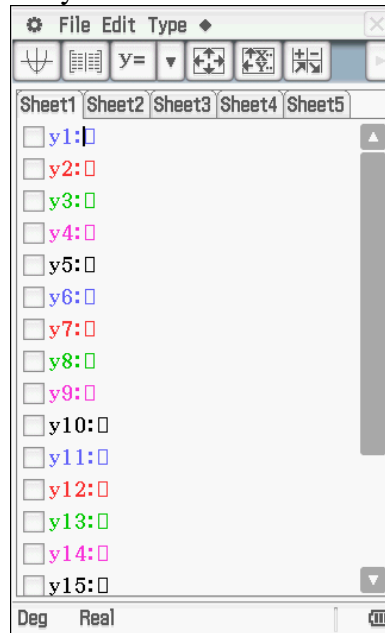 File Edit Type ◆
y=
Sheet1 Sheet2 Sheet3 Sheet4 Sheet5
y1:
y2:
y3:
y4:
y5:
y6:
y7:
y8:
y9:
y10:
y11:
y12:
y13:
y14:
y15:
Deg Real